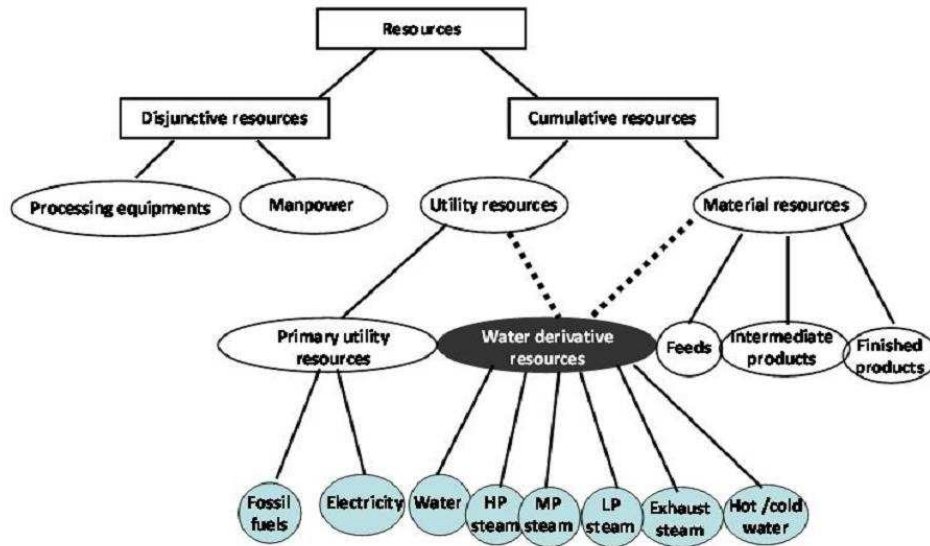 Resources
Disjunctive resources
Cumulative resources
Processing equipments
Manpower
Utility resources
Material resources
Primary utility
resources
Water derivative
resources
Feeds
Intermediate
products
Finished
products
Fossil
fuels
Electricity
Water
HP
steam
MP
steam
LP
steam
Exhaust
steam
Hot /cold
water